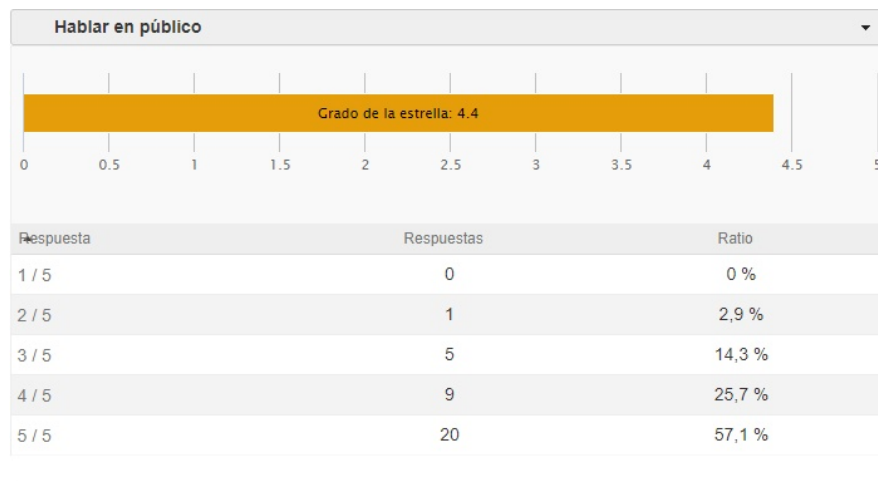 Hablar en público
Grado de la estrella: 4.4
0 0.5 1 1.5 2 2.5 3 3.5 4 4.5 5
Respuesta Respuestas Ratio
1 / 5 0 0 %
2 / 5 1 2,9 %
3 / 5 5 14,3 %
4 / 5 9 25,7 %
5 / 5 20 57,1 %